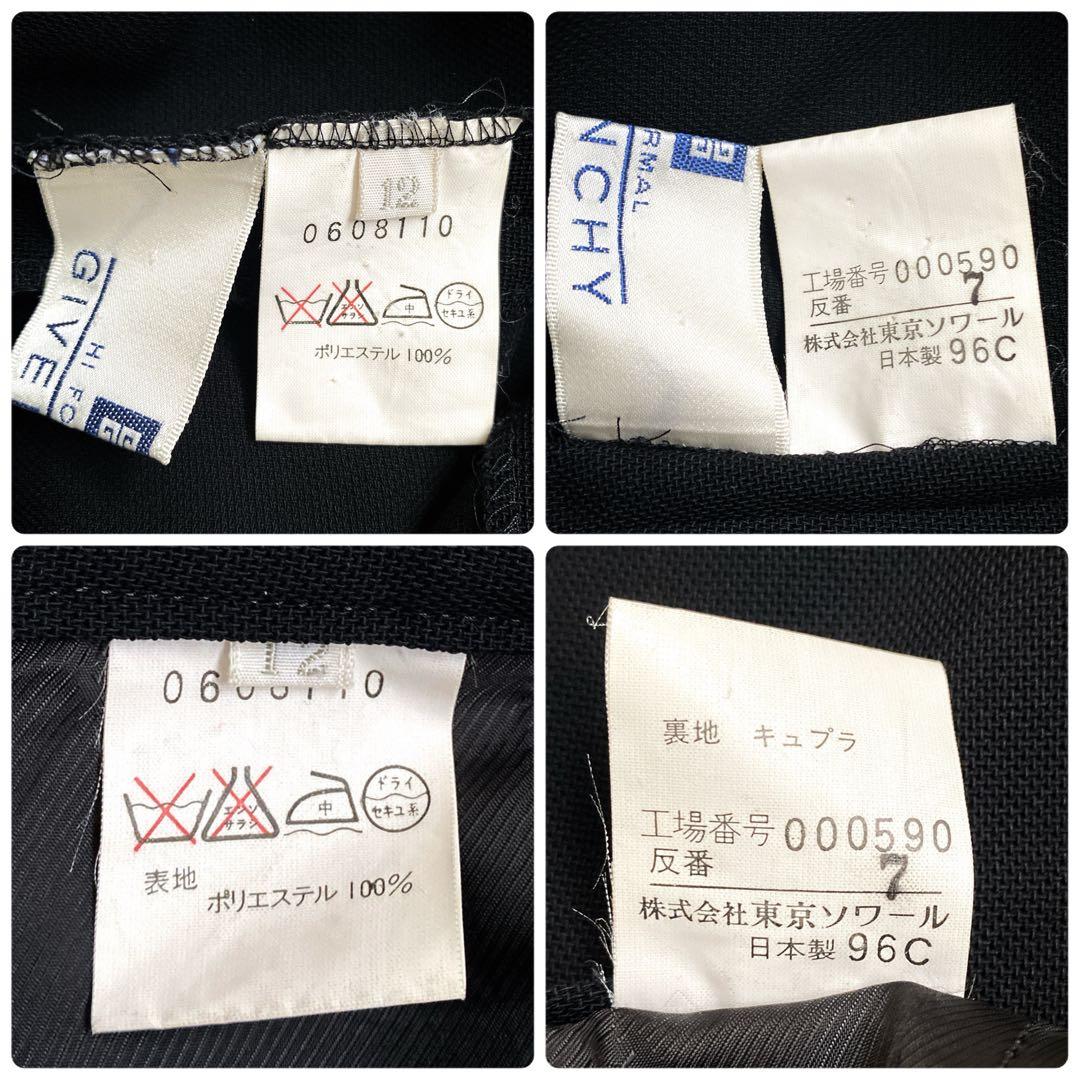 GIVE
HI FO
12
0608110
エンソ
サラシ
中
ドライ
セキユ系
ポリエステル 100%
RMAL
NCHY
工場番号 000590
反番 7
株式会社東京ソワール
日本製 96C
12
0608110
エンソ
サラシ
中
ドライ
セキユ系
表地
ポリエステル 100%
裏地 キュプラ
工場番号 000590
反番 7
株式会社東京ソワール
日本製 96C